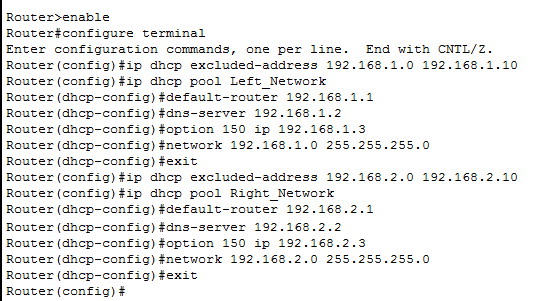 Router>enable
Router#configure terminal
Enter configuration commands, one per line.  End with CNTL/Z.
Router(config)#ip dhcp excluded-address 192.168.1.0 192.168.1.10
Router(config)#ip dhcp pool Left_Network
Router(dhcp-config)#default-router 192.168.1.1
Router(dhcp-config)#dns-server 192.168.1.2
Router(dhcp-config)#option 150 ip 192.168.1.3
Router(dhcp-config)#network 192.168.1.0 255.255.255.0
Router(dhcp-config)#exit
Router(config)#ip dhcp excluded-address 192.168.2.0 192.168.2.10
Router(config)#ip dhcp pool Right_Network
Router(dhcp-config)#default-router 192.168.2.1
Router(dhcp-config)#dns-server 192.168.2.2
Router(dhcp-config)#option 150 ip 192.168.2.3
Router(dhcp-config)#network 192.168.2.0 255.255.255.0
Router(dhcp-config)#exit
Router(config)#